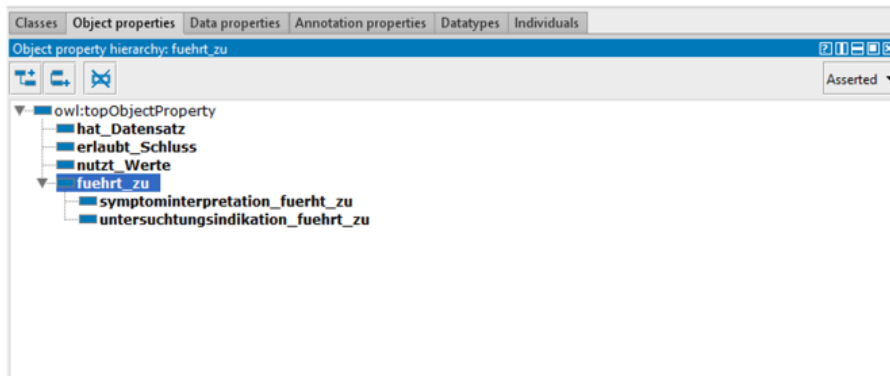 Classes Object properties Data properties Annotation properties Datatypes Individuals
Object property hierarchy: fuehrt_zu
Asserted
owl:topObjectProperty
hat_Datensatz
erlaubt_Schluss
nutzt_Werte
fuehrt_zu
symptominterpretation_fuerht_zu
untersuchtungsindikation_fuehrt_zu